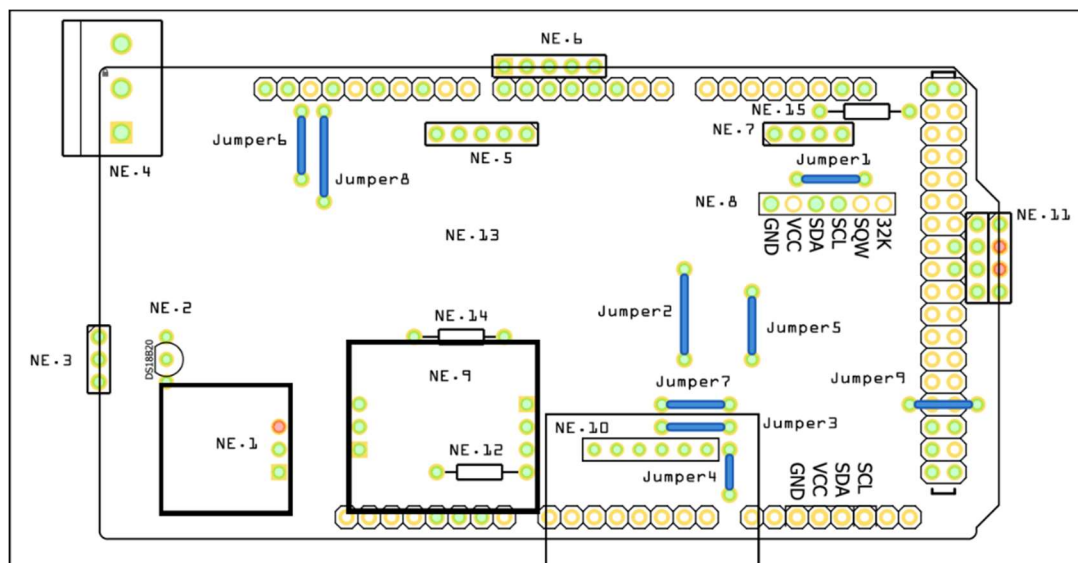 NE.6
NE.15
Jumper6
NE.5
NE.7
NE.4
Jumper1
Jumper8
NE.8
GND
VCC
SDA
SCL
SQW
32K
NE.11
NE.13
NE.2
NE.14
Jumper2
Jumper5
NE.3
DS18B20
NE.9
Jumper7
Jumper9
NE.1
NE.10
Jumper3
NE.12
Jumper4
GND
VCC
SDA
SCL